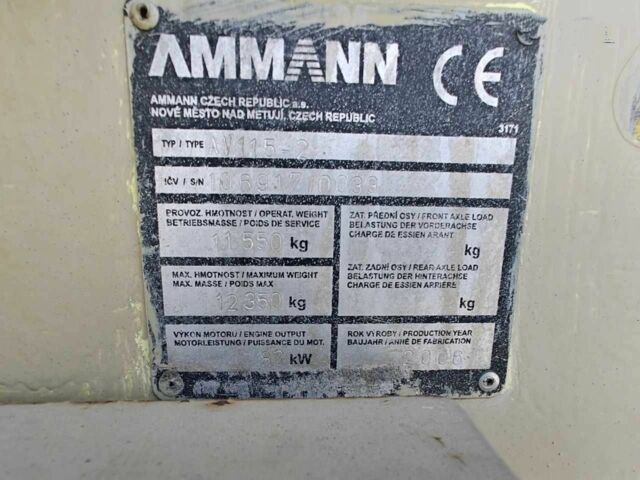 AMMANN CE
AMMANN CZECH REPUBLIC a.s.
NOVÉ MĚSTO NAD METUJÍ, CZECH REPUBLIC
3171
TYP / TYPE
IČV / S/N
PROVOZ. HMOTNOST / OPERAT. WEIGHT
BETRIEBSMASSE / POIDS DE SERVICE
11 550 kg
ZAT. PŘEDNÍ OSY / FRONT AXLE LOAD
BELASTUNG DER VORDERACHSE
CHARGE DE ESSIEN AVANT
kg
MAX. HMOTNOST / MAXIMUM WEIGHT
MAX. MASSE / POIDS MAX
12 350 kg
ZAT. ZADNÍ OSY / REAR AXLE LOAD
BELASTUNG DER HINTERACHSE
CHARGE DE ESSIEN ARRIÈRE
kg
VÝKON MOTORU / ENGINE OUTPUT
MOTORLEISTUNG / PUISSANCE DU MOT.
kW
ROK VÝROBY / PRODUCTION YEAR
BAUJAHR / ANNÉ DE FABRICATION
2006